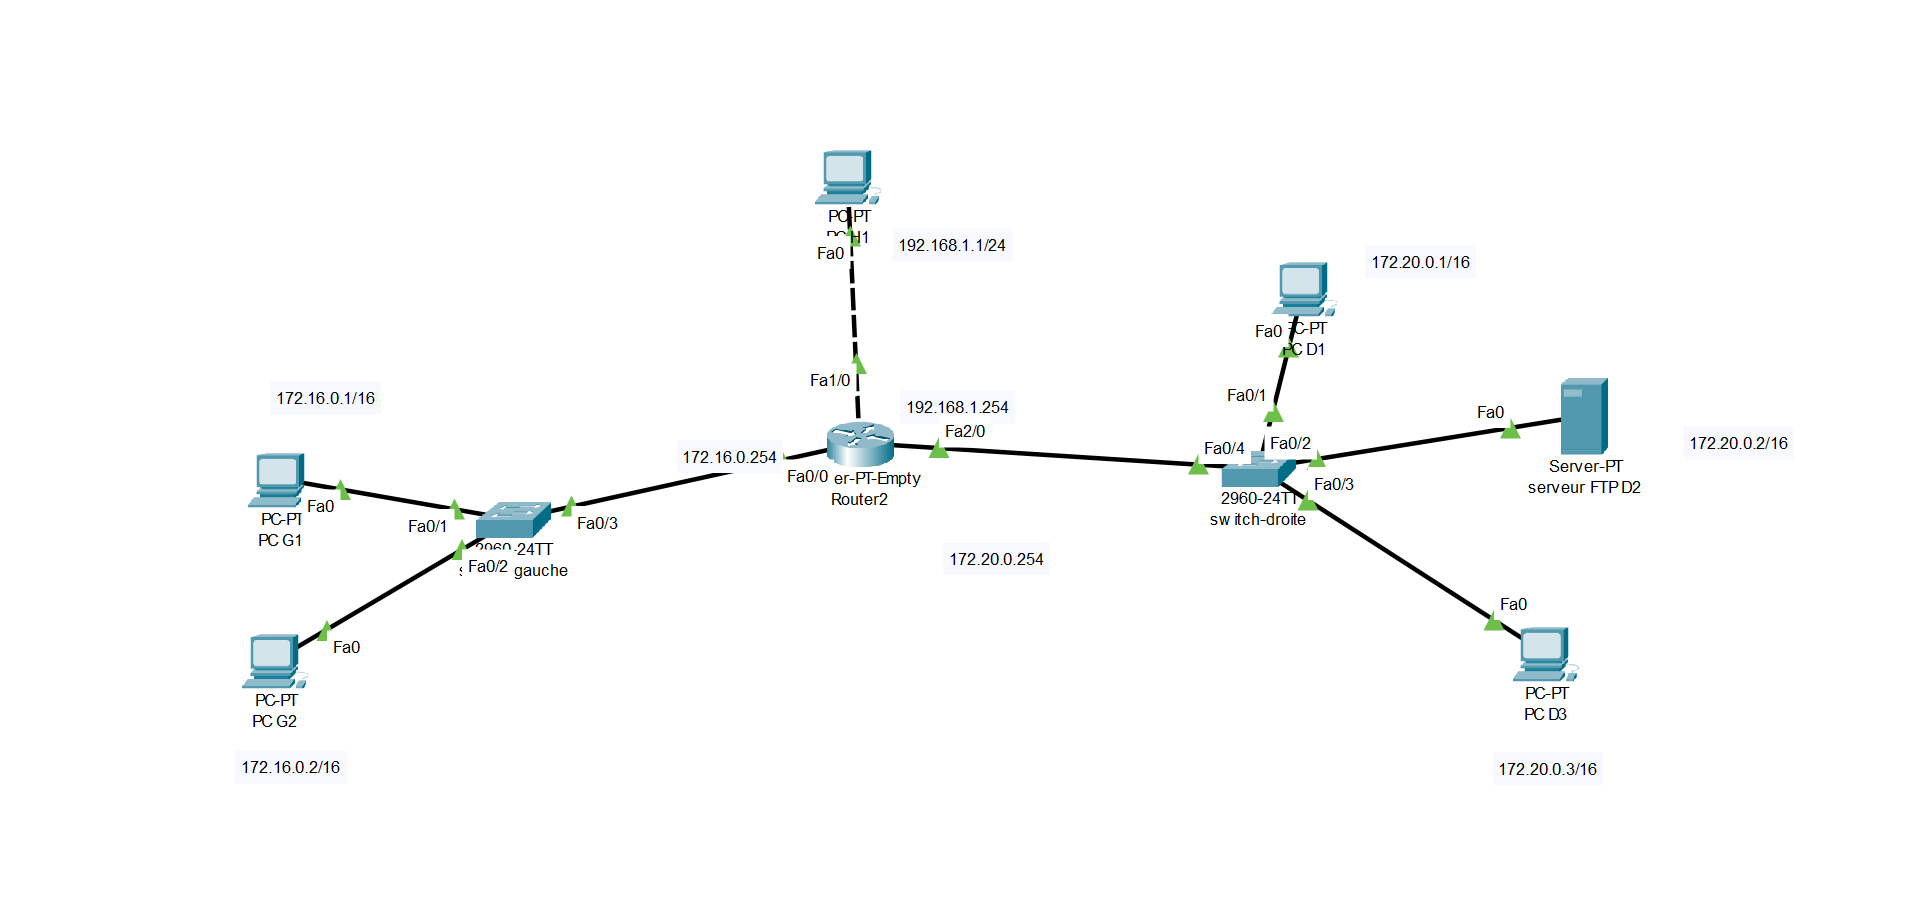 PC-PT
H1
Fa0
192.168.1.1/24
172.20.0.1/16
Fa0
C-PT
PC D1
Fa1/0
Fa0/1
172.16.0.1/16
192.168.1.254
Fa2/0
Fa0
172.20.0.2/16
172.16.0.254
Fa0/0
er-PT-Empty
Router2
Fa0/4
Fa0/2
Fa0/3
2960-24TT
switch-droite
Server-PT
serveur FTP D2
Fa0
PC-PT
PC G1
Fa0/1
Fa0/3
2960-24TT
Fa0/2
gauche
172.20.0.254
Fa0
PC-PT
PC G2
172.16.0.2/16
Fa0
PC-PT
PC D3
172.20.0.3/16